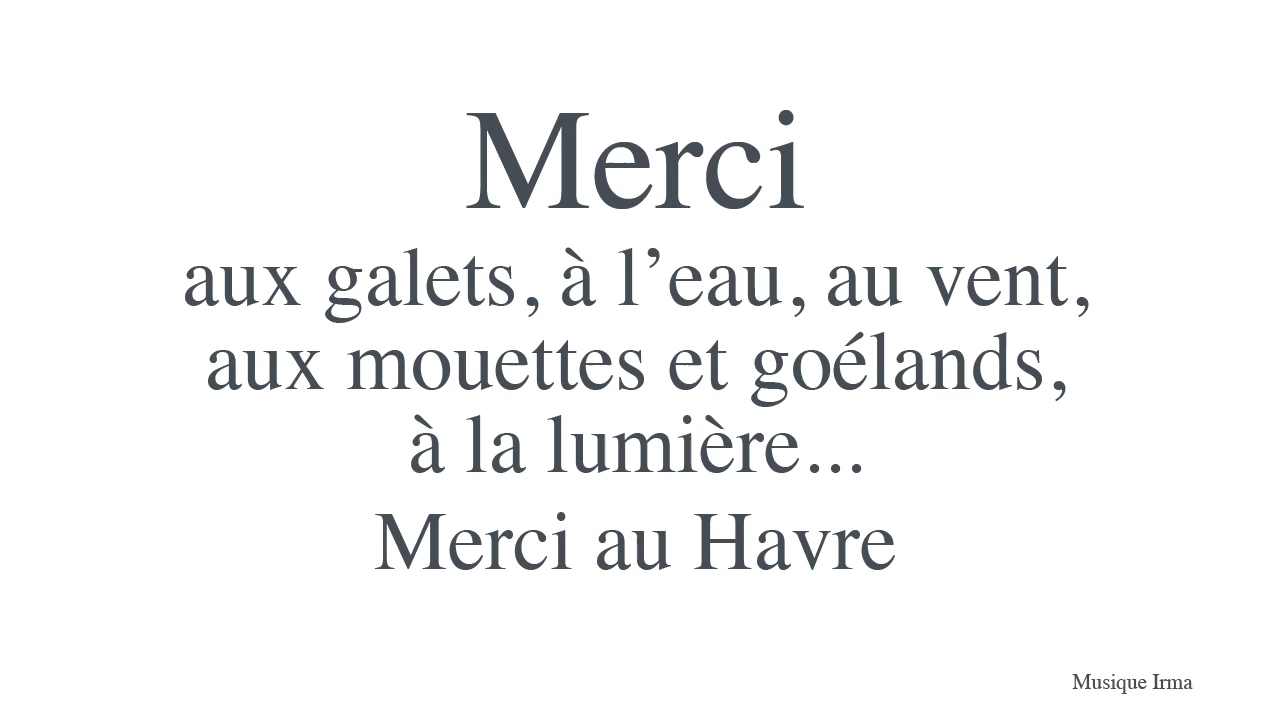 Merci
aux galets, à l’eau, au vent,
aux mouettes et goélands,
à la lumière...
Merci au Havre
Musique Irma